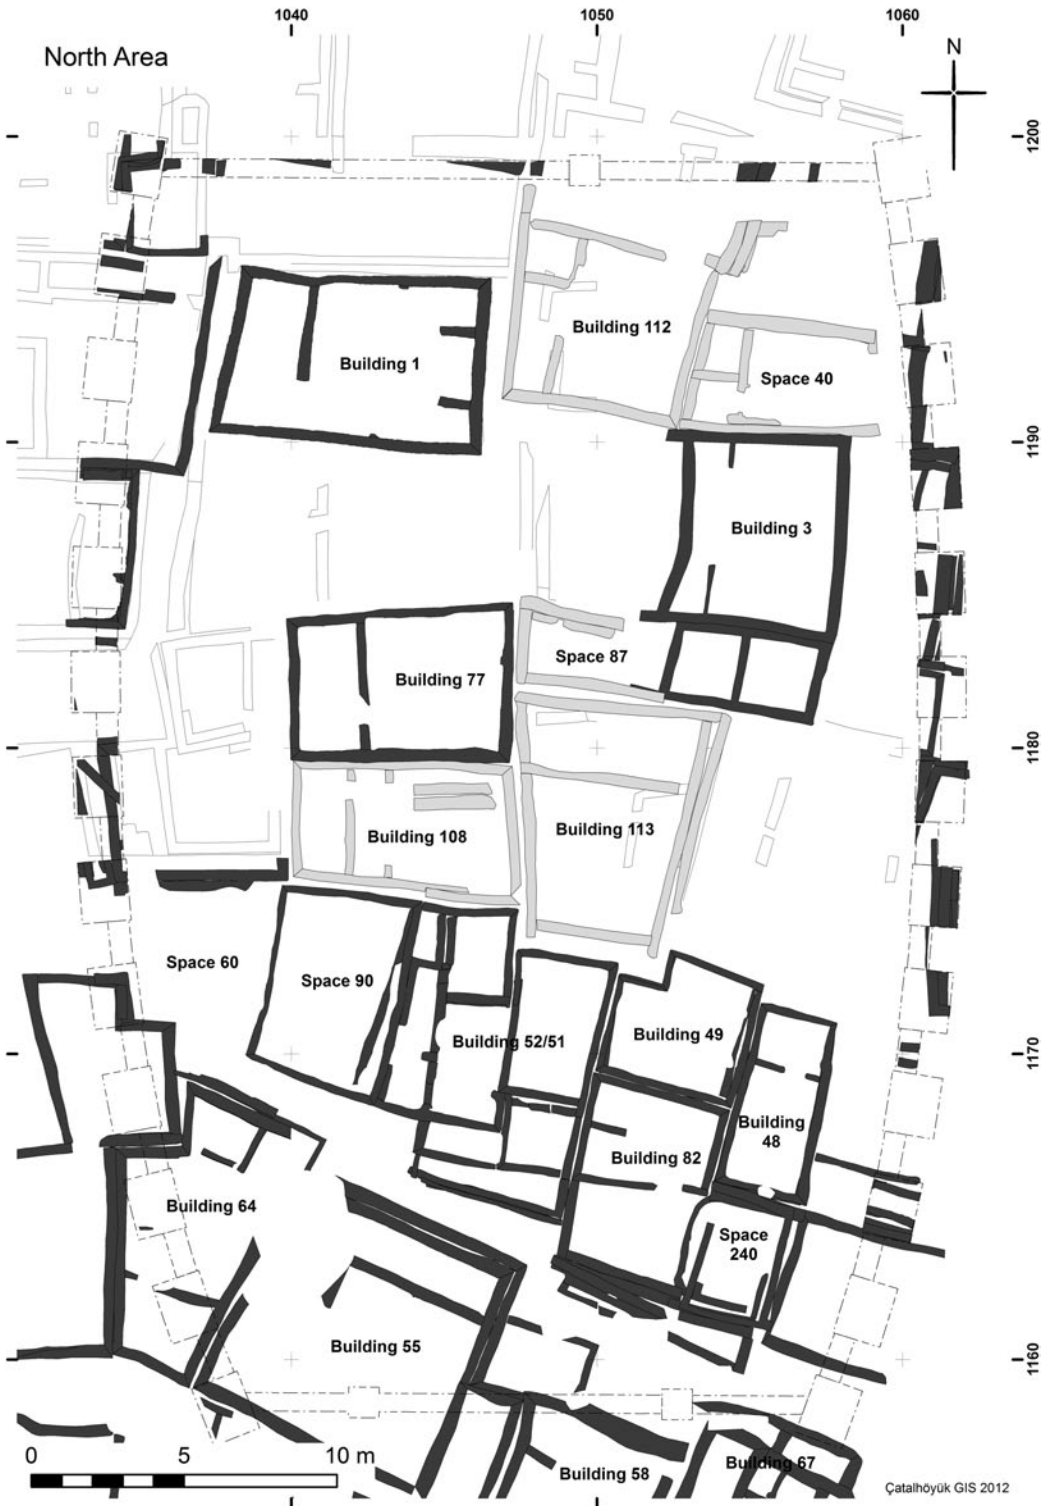 1040 1050 1060
North Area
N
1200
Building 112
Building 1
Space 40
1190
Building 3
Space 87
Building 77
1180
Building 113
Building 108
Space 60
Space 90
Building 49
Building 52/51
1170
Building
48
Building 82
Building 64
Space
240
Building 55
1160
0 5 10 m
Building 67
Building 58
Çatalhöyük GIS 2012